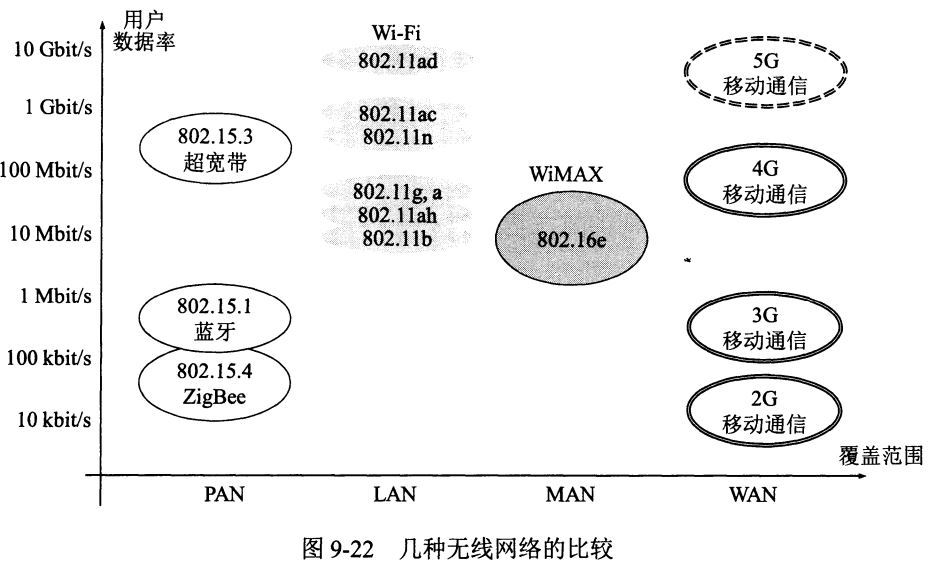 用户
数据率
10 Gbit/s
1 Gbit/s
100 Mbit/s
10 Mbit/s
1 Mbit/s
100 kbit/s
10 kbit/s
802.15.3
超宽带
802.15.1
蓝牙
802.15.4
ZigBee
Wi-Fi
802.11ad
802.11ac
802.11n
802.11g, a
802.11ah
802.11b
WiMAX
802.16e
5G
移动通信
4G
移动通信
3G
移动通信
2G
移动通信
覆盖范围
PAN
LAN
MAN
WAN
图 9-22 几种无线网络的比较